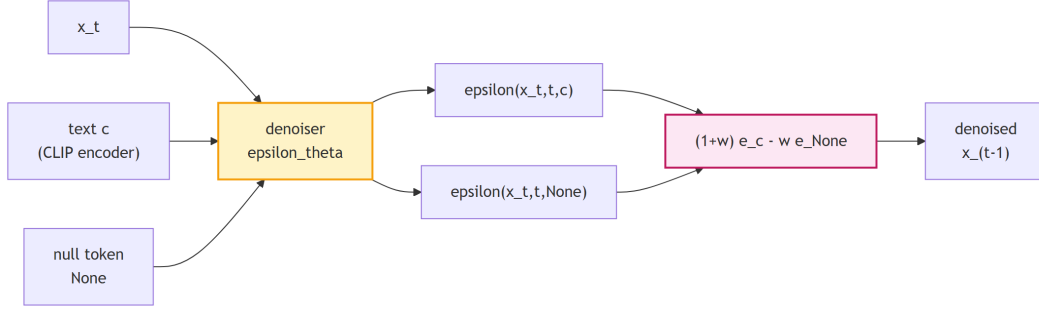 x_t
text c
(CLIP encoder)
null token
None
denoiser
epsilon_theta
epsilon(x_t,t,c)
epsilon(x_t,t,None)
(1+w) e_c - w e_None
denoised
x_(t-1)